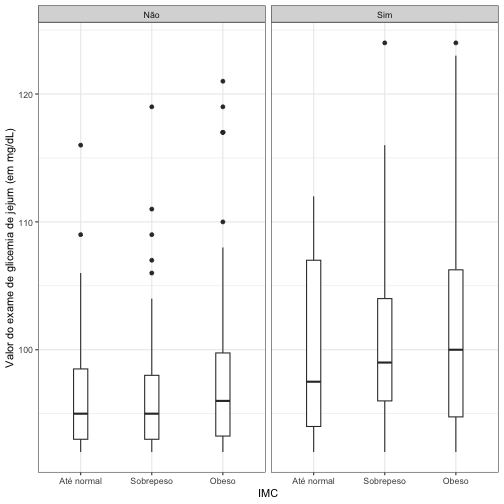 Não
Sim
Valor do exame de glicemia de jejum (em mg/dL)
120
110
100
Até normal
Sobrepeso
Obeso
Até normal
Sobrepeso
Obeso
IMC